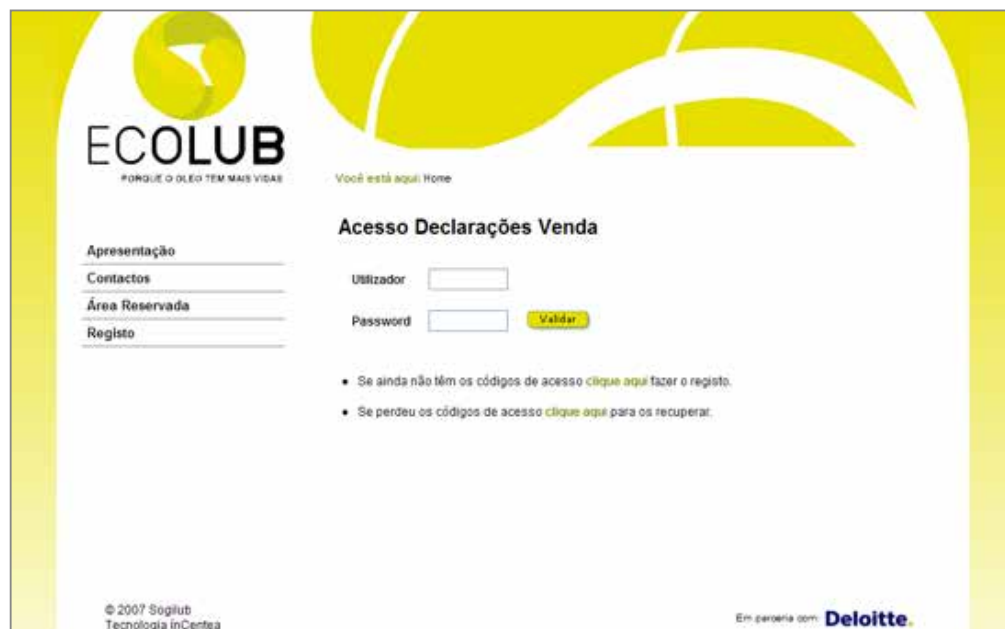 ECOLUB
PORQUE O ÓLEO TEM MAIS VIDAS
Você está aqui: Home
Apresentação
Contactos
Área Reservada
Registo
Acesso Declarações Venda
Utilizador
Password
Validar
Se ainda não têm os códigos de acesso clique aqui fazer o registo.
Se perdeu os códigos de acesso clique aqui para os recuperar.
© 2007 Sogilub
Tecnologia inCentea
Em parceria com: Deloitte.